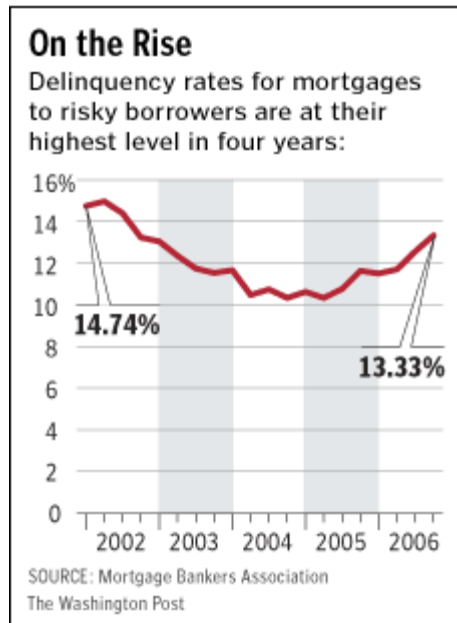 On the Rise
Delinquency rates for mortgages
to risky borrowers are at their
highest level in four years:
16%
14
12
10
14.74%
8
13.33%
6
4
2
0
2002 2003 2004 2005 2006
SOURCE: Mortgage Bankers Association
The Washington Post